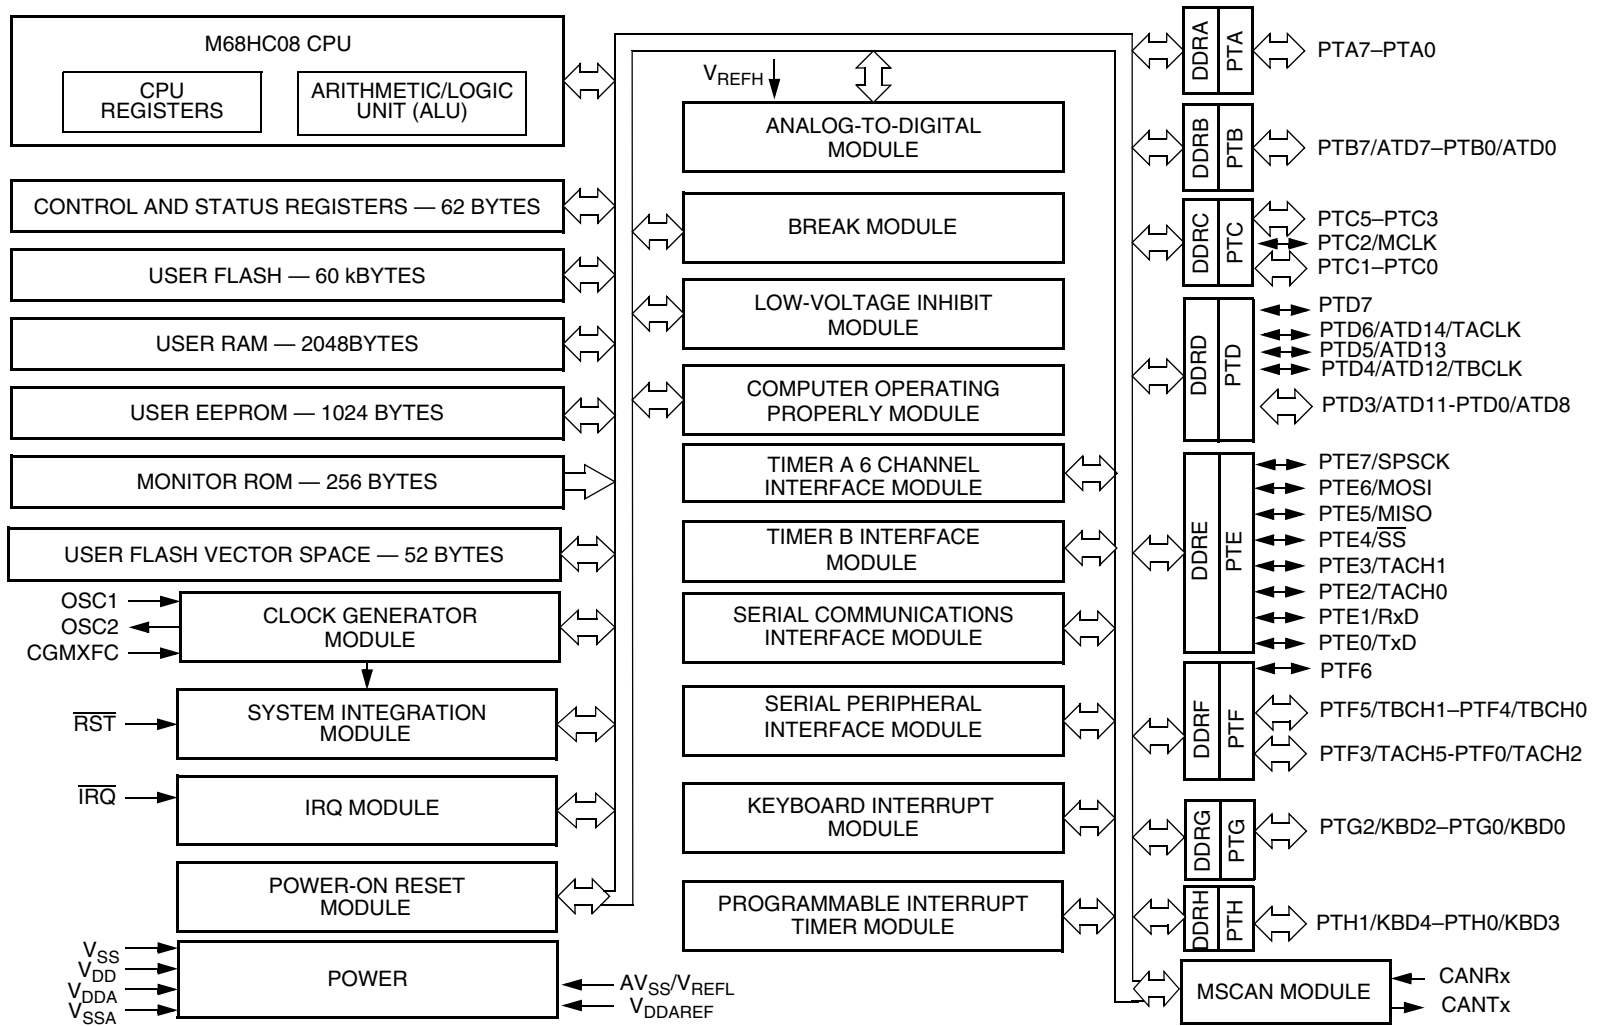 M68HC08 CPU
CPU
REGISTERS
ARITHMETIC/LOGIC
UNIT (ALU)
CONTROL AND STATUS REGISTERS — 62 BYTES
USER FLASH — 60 kBYTES
USER RAM — 2048BYTES
USER EEPROM — 1024 BYTES
MONITOR ROM — 256 BYTES
USER FLASH VECTOR SPACE — 52 BYTES
OSC1
OSC2
CGMXFC
CLOCK GENERATOR
MODULE
RST
SYSTEM INTEGRATION
MODULE
IRQ
IRQ MODULE
POWER-ON RESET
MODULE
VSS
VDD
VDDA
VSSA
POWER
AVSS/VREFL
VDDAREF
VREFH
ANALOG-TO-DIGITAL
MODULE
BREAK MODULE
LOW-VOLTAGE INHIBIT
MODULE
COMPUTER OPERATING
PROPERLY MODULE
TIMER A 6 CHANNEL
INTERFACE MODULE
TIMER B INTERFACE
MODULE
SERIAL COMMUNICATIONS
INTERFACE MODULE
SERIAL PERIPHERAL
INTERFACE MODULE
KEYBOARD INTERRUPT
MODULE
PROGRAMMABLE INTERRUPT
TIMER MODULE
DDRA
PTA
PTA7–PTA0
DDRB
PTB
PTB7/ATD7–PTB0/ATD0
DDRC
PTC
PTC5–PTC3
PTC2/MCLK
PTC1–PTC0
DDRD
PTD
PTD7
PTD6/ATD14/TACLK
PTD5/ATD13
PTD4/ATD12/TBCLK
PTD3/ATD11-PTD0/ATD8
DDRE
PTE
PTE7/SPSCK
PTE6/MOSI
PTE5/MISO
PTE4/SS
PTE3/TACH1
PTE2/TACH0
PTE1/RxD
PTE0/TxD
DDRF
PTF
PTF6
PTF5/TBCH1–PTF4/TBCH0
PTF3/TACH5-PTF0/TACH2
DDRG
PTG
PTG2/KBD2–PTG0/KBD0
DDRH
PTH
PTH1/KBD4–PTH0/KBD3
MSCAN MODULE
CANRx
CANTx